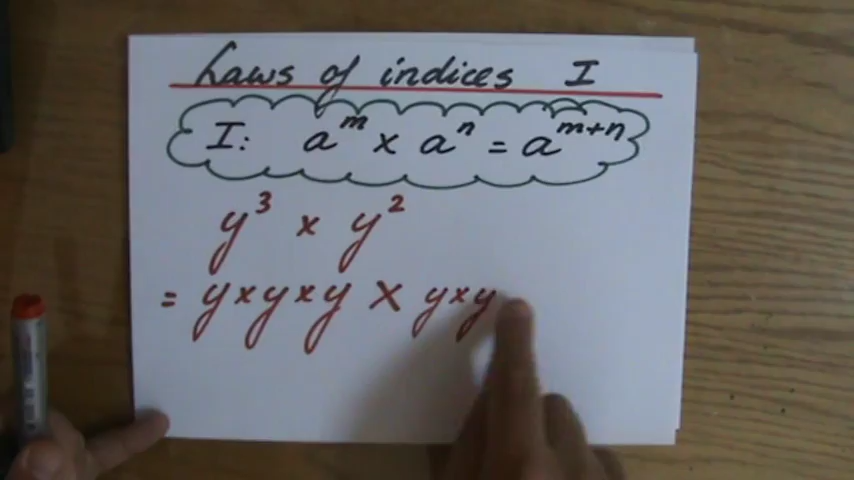 Laws of indices I
I: a^m × a^n = a^{m+n}
y^3 × y^2
= y × y × y × y × y